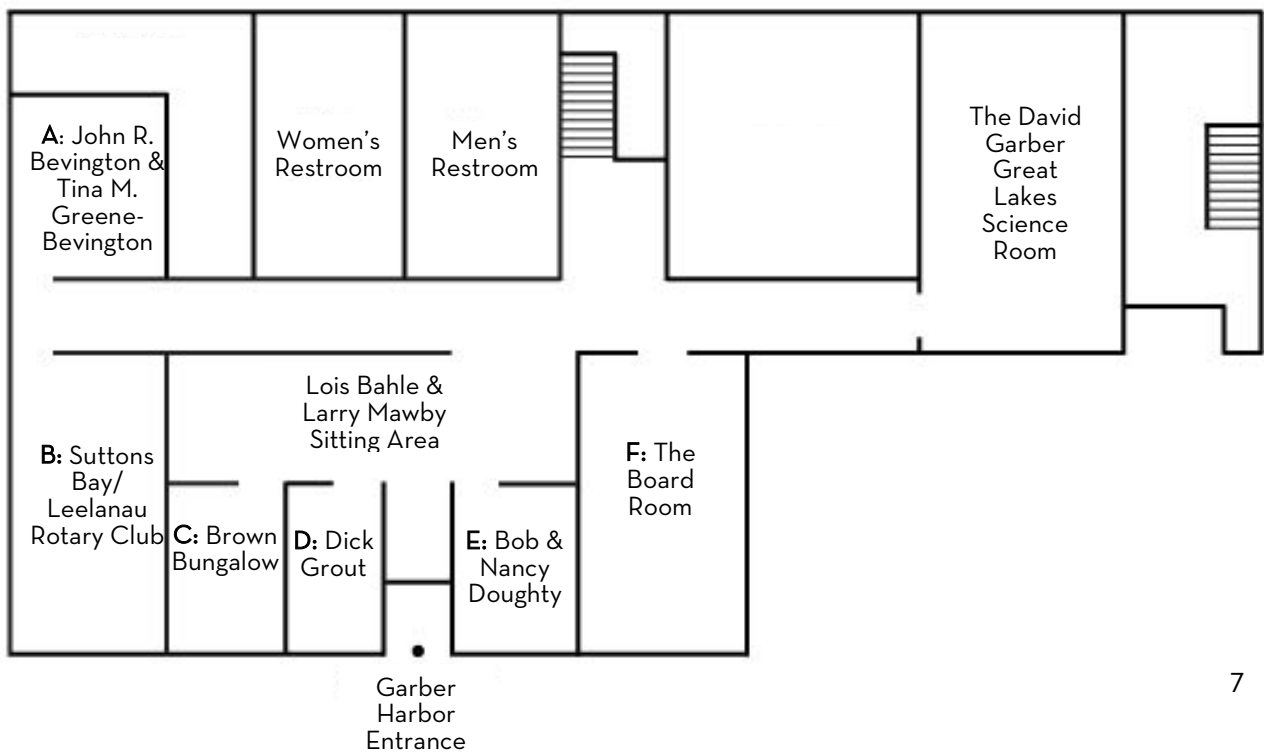 A: John R.
Bevington &
Tina M.
Greene-
Bevington
Women's
Restroom
Men's
Restroom
The David
Garber
Great
Lakes
Science
Room
Lois Bahle &
Larry Mawby
Sitting Area
B: Suttons
Bay/
Leelanau
Rotary Club
C: Brown
Bungalow
D: Dick
Grout
E: Bob &
Nancy
Doughty
F: The
Board
Room
Garber
Harbor
Entrance
7